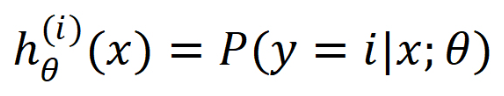 h_θ^(i)(x) = P(y = i|x; θ)